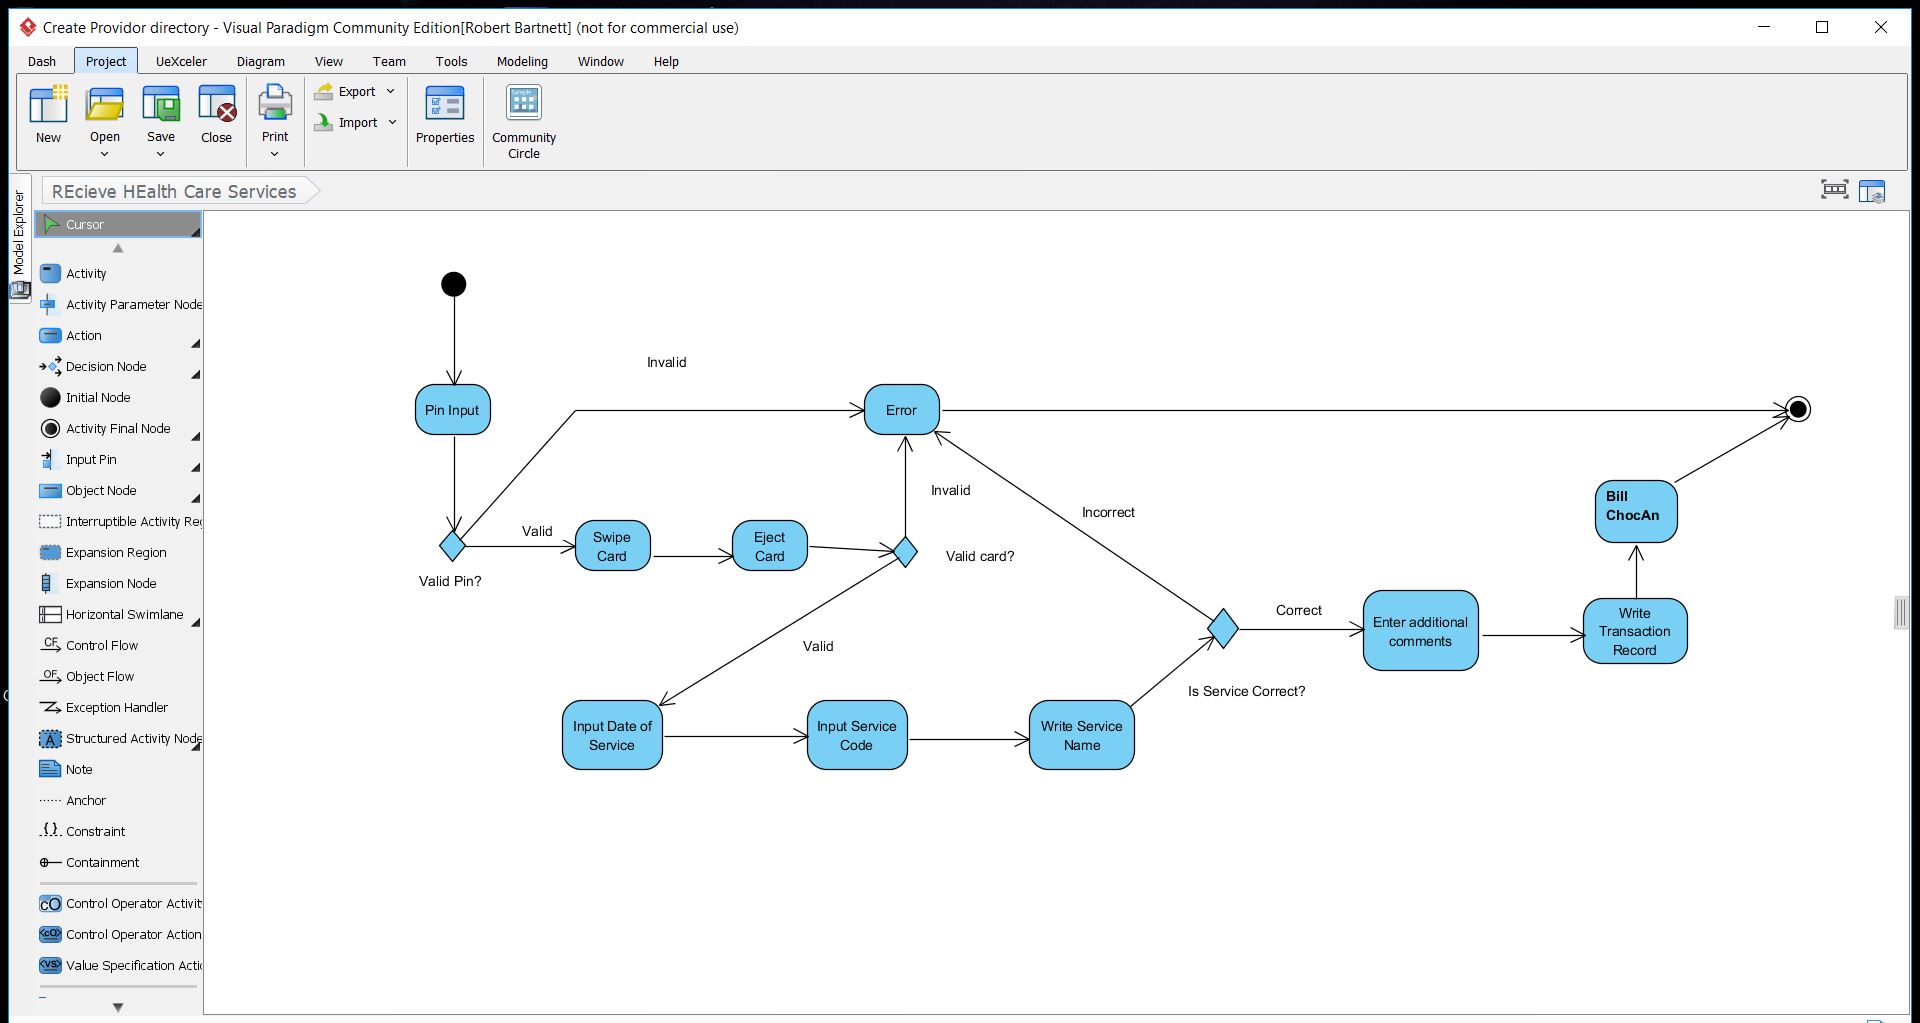 Create Providor directory - Visual Paradigm Community Edition[Robert Bartnett] (not for commercial use)
Dash Project UeXceler Diagram View Team Tools Modeling Window Help
New
Open
Save
Close
Print
Export
Import
Properties
Community
Circle
Model Explorer
REcieve HEalth Care Services
Cursor
Activity
Activity Parameter Node
Action
Decision Node
Initial Node
Activity Final Node
Input Pin
Object Node
Interruptible Activity Reg
Expansion Region
Expansion Node
Horizontal Swimlane
Control Flow
Object Flow
Exception Handler
Structured Activity Node
Note
Anchor
Constraint
Containment
Control Operator Activit
Control Operator Action
Value Specification Actio
Invalid
Pin Input
Error
Invalid
Valid
Swipe
Card
Eject
Card
Valid card?
Valid Pin?
Incorrect
Bill
ChocAn
Correct
Enter additional
comments
Write
Transaction
Record
Valid
Is Service Correct?
Input Date of
Service
Input Service
Code
Write Service
Name